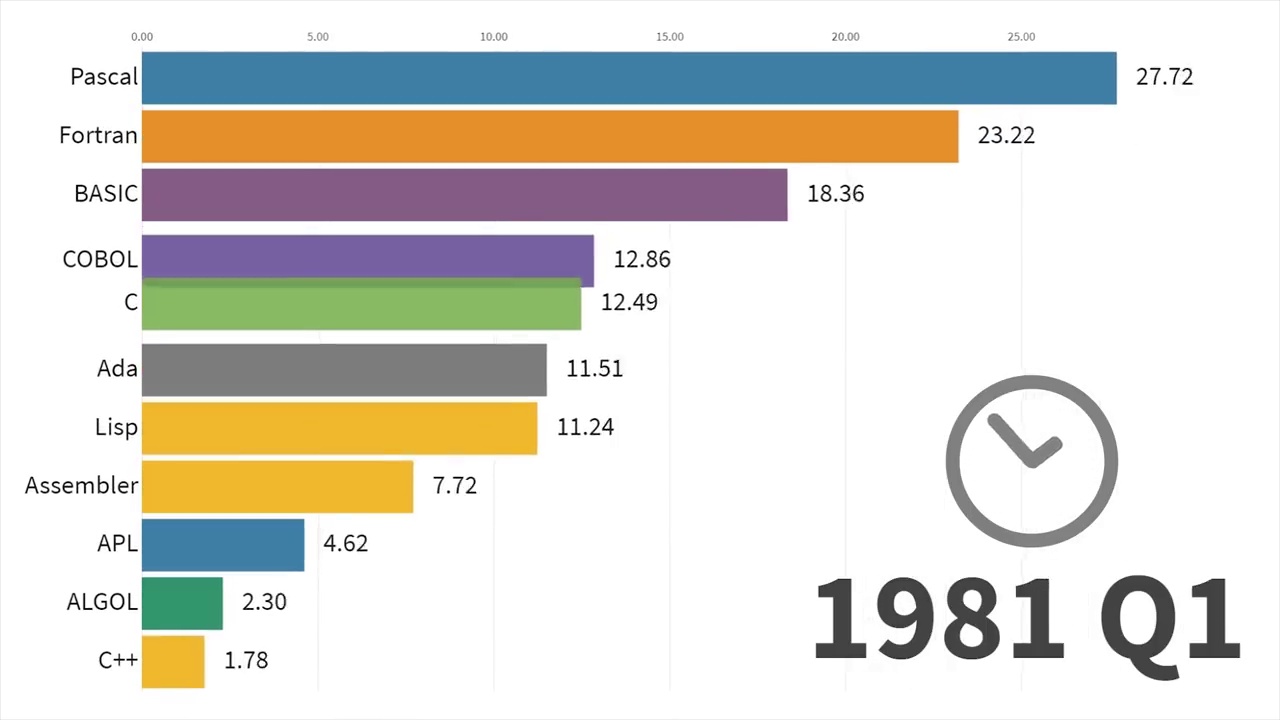 0.00 5.00 10.00 15.00 20.00 25.00
Pascal 27.72
Fortran 23.22
BASIC 18.36
COBOL 12.86
C 12.49
Ada 11.51
Lisp 11.24
Assembler 7.72
APL 4.62
ALGOL 2.30
C++ 1.78
1981 Q1